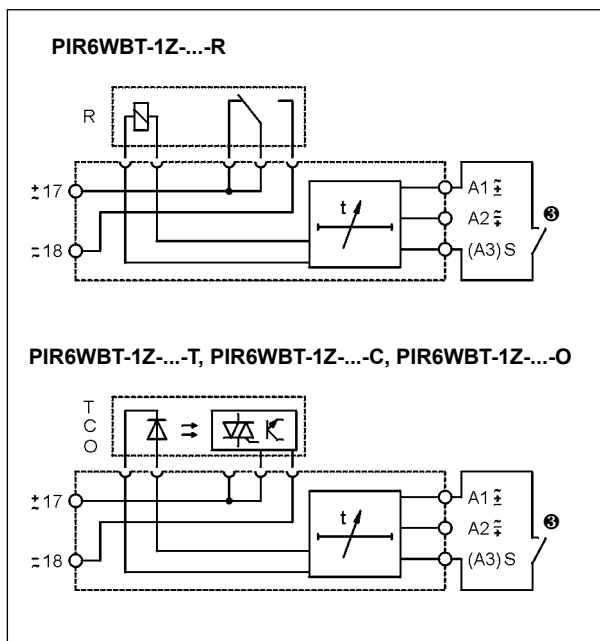 PIR6WBT-1Z-...-R
R
t
±~17
A1 ~±
A2 ~∓
=~18
(A3) S
❸
PIR6WBT-1Z-...-T, PIR6WBT-1Z-...-C, PIR6WBT-1Z-...-O
T
C
O
t
±~17
A1 ~±
A2 ~∓
=~18
(A3) S
❸